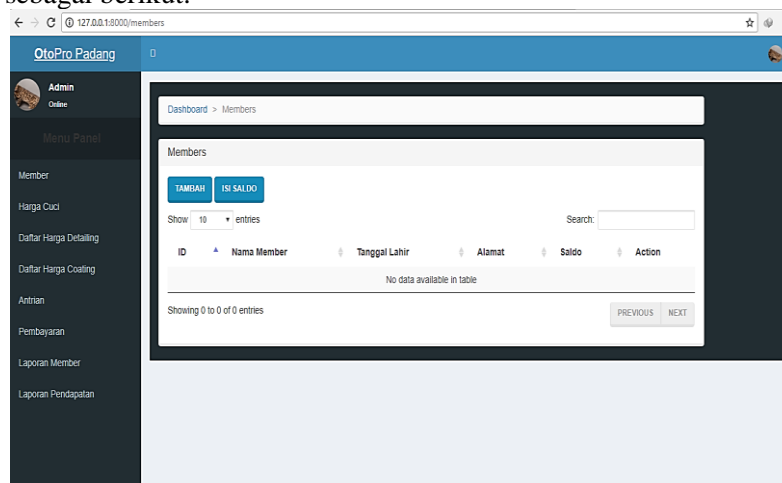 sebagai berikut:
127.0.0.1:8000/members
OtoPro Padang
Admin
Online
Menu Panel
Member
Harga Cuci
Daftar Harga Detailing
Daftar Harga Coating
Antrian
Pembayaran
Laporan Member
Laporan Pendapatan
Dashboard > Members
Members
TAMBAH ISI SALDO
Show 10 entries Search:
ID Nama Member Tanggal Lahir Alamat Saldo Action
No data available in table
Showing 0 to 0 of 0 entries PREVIOUS NEXT